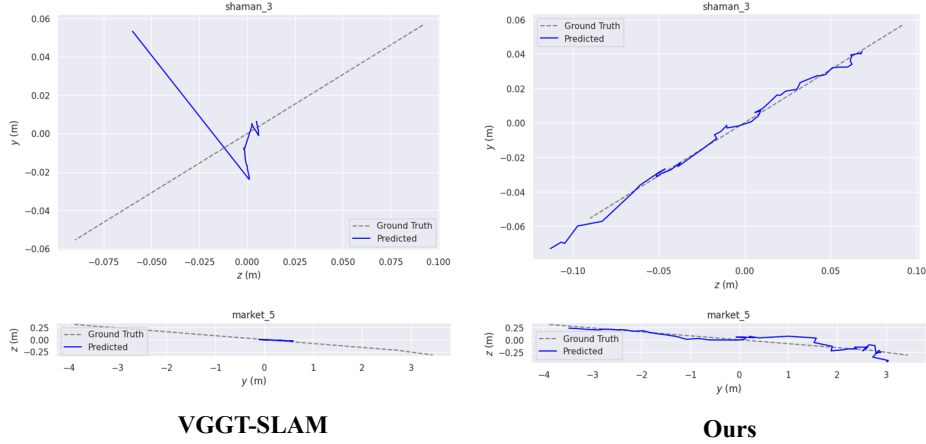 shaman_3
0.06
0.04
0.02
0.00
−0.02
−0.04
−0.06
y (m)
−0.075 −0.050 −0.025 0.000 0.025 0.050 0.075 0.100
z (m)
Ground Truth
Predicted
shaman_3
Ground Truth
Predicted
0.06
0.04
0.02
0.00
−0.02
−0.04
−0.06
y (m)
−0.10 −0.05 0.00 0.05 0.10
z (m)
market_5
0.25
0.00
−0.25
z (m)
Ground Truth
Predicted
−4 −3 −2 −1 0 1 2 3
y (m)
market_5
0.25
0.00
−0.25
z (m)
Ground Truth
Predicted
−4 −3 −2 −1 0 1 2 3
y (m)
VGGT-SLAM
Ours